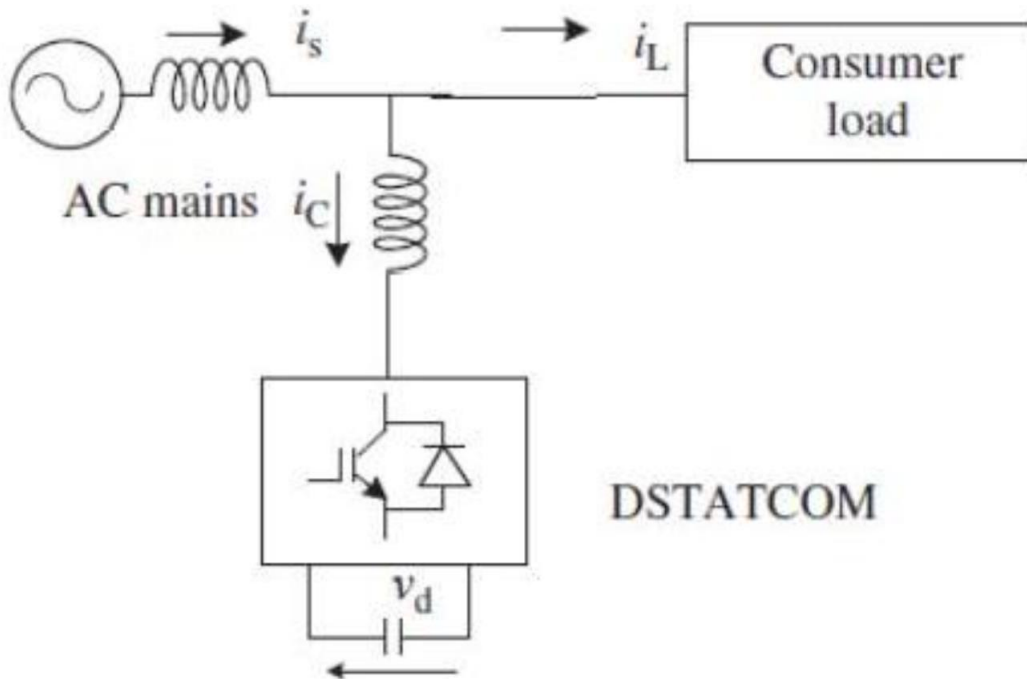 i_s
i_L
Consumer
load
AC mains
i_C
DSTATCOM
v_d